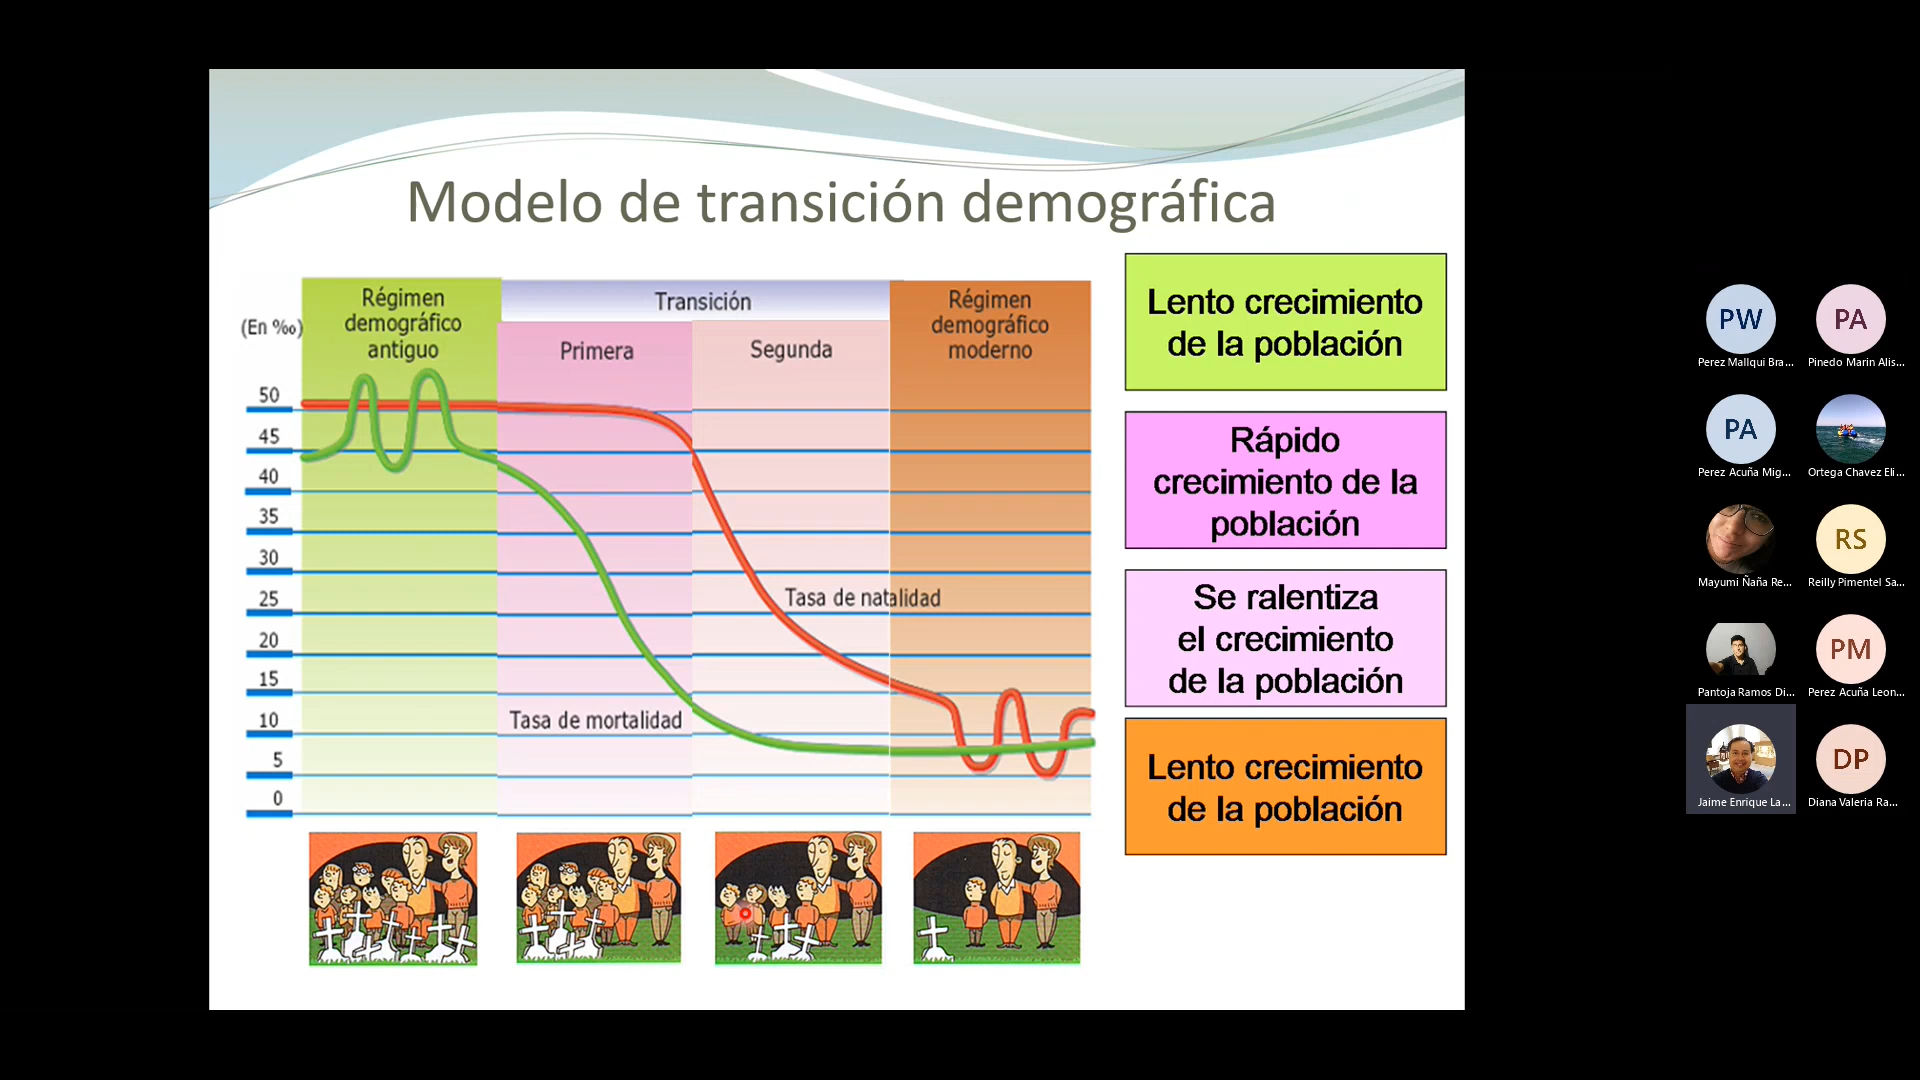 Modelo de transición demográfica
(En ‰)
Régimen
demográfico
antiguo
Transición
Primera
Segunda
Régimen
demográfico
moderno
50
45
40
35
30
25
20
15
10
5
0
Tasa de natalidad
Tasa de mortalidad
Lento crecimiento
de la población
Rápido
crecimiento de la
población
Se ralentiza
el crecimiento
de la población
Lento crecimiento
de la población
PW
Perez Mallqui Bra...
PA
Pinedo Marin Alis...
PA
Perez Acuña Mig...
Ortega Chavez Eli...
Mayumi Ñaña Re...
RS
Reilly Pimentel Sa...
Pantoja Ramos Di...
PM
Perez Acuña Leon...
Jaime Enrique La...
DP
Diana Valeria Ra...